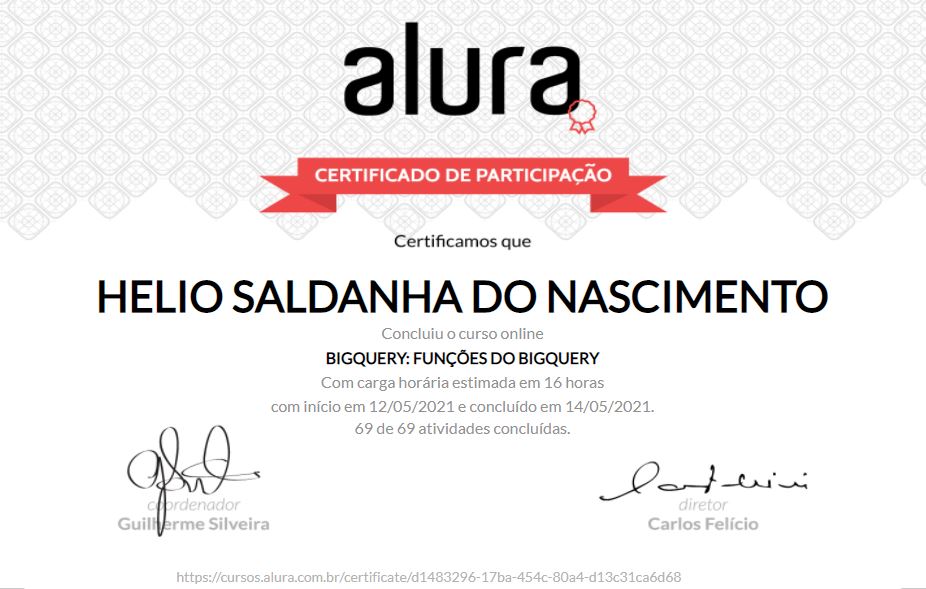 alura
CERTIFICADO DE PARTICIPAÇÃO
Certificamos que
HELIO SALDANHA DO NASCIMENTO
Concluiu o curso online
BIGQUERY: FUNÇÕES DO BIGQUERY
Com carga horária estimada em 16 horas
com início em 12/05/2021 e concluído em 14/05/2021.
69 de 69 atividades concluídas.
coordenador
Guilherme Silveira
diretor
Carlos Felício
https://cursos.alura.com.br/certificate/d1483296-17ba-454c-80a4-d13c31ca6d68